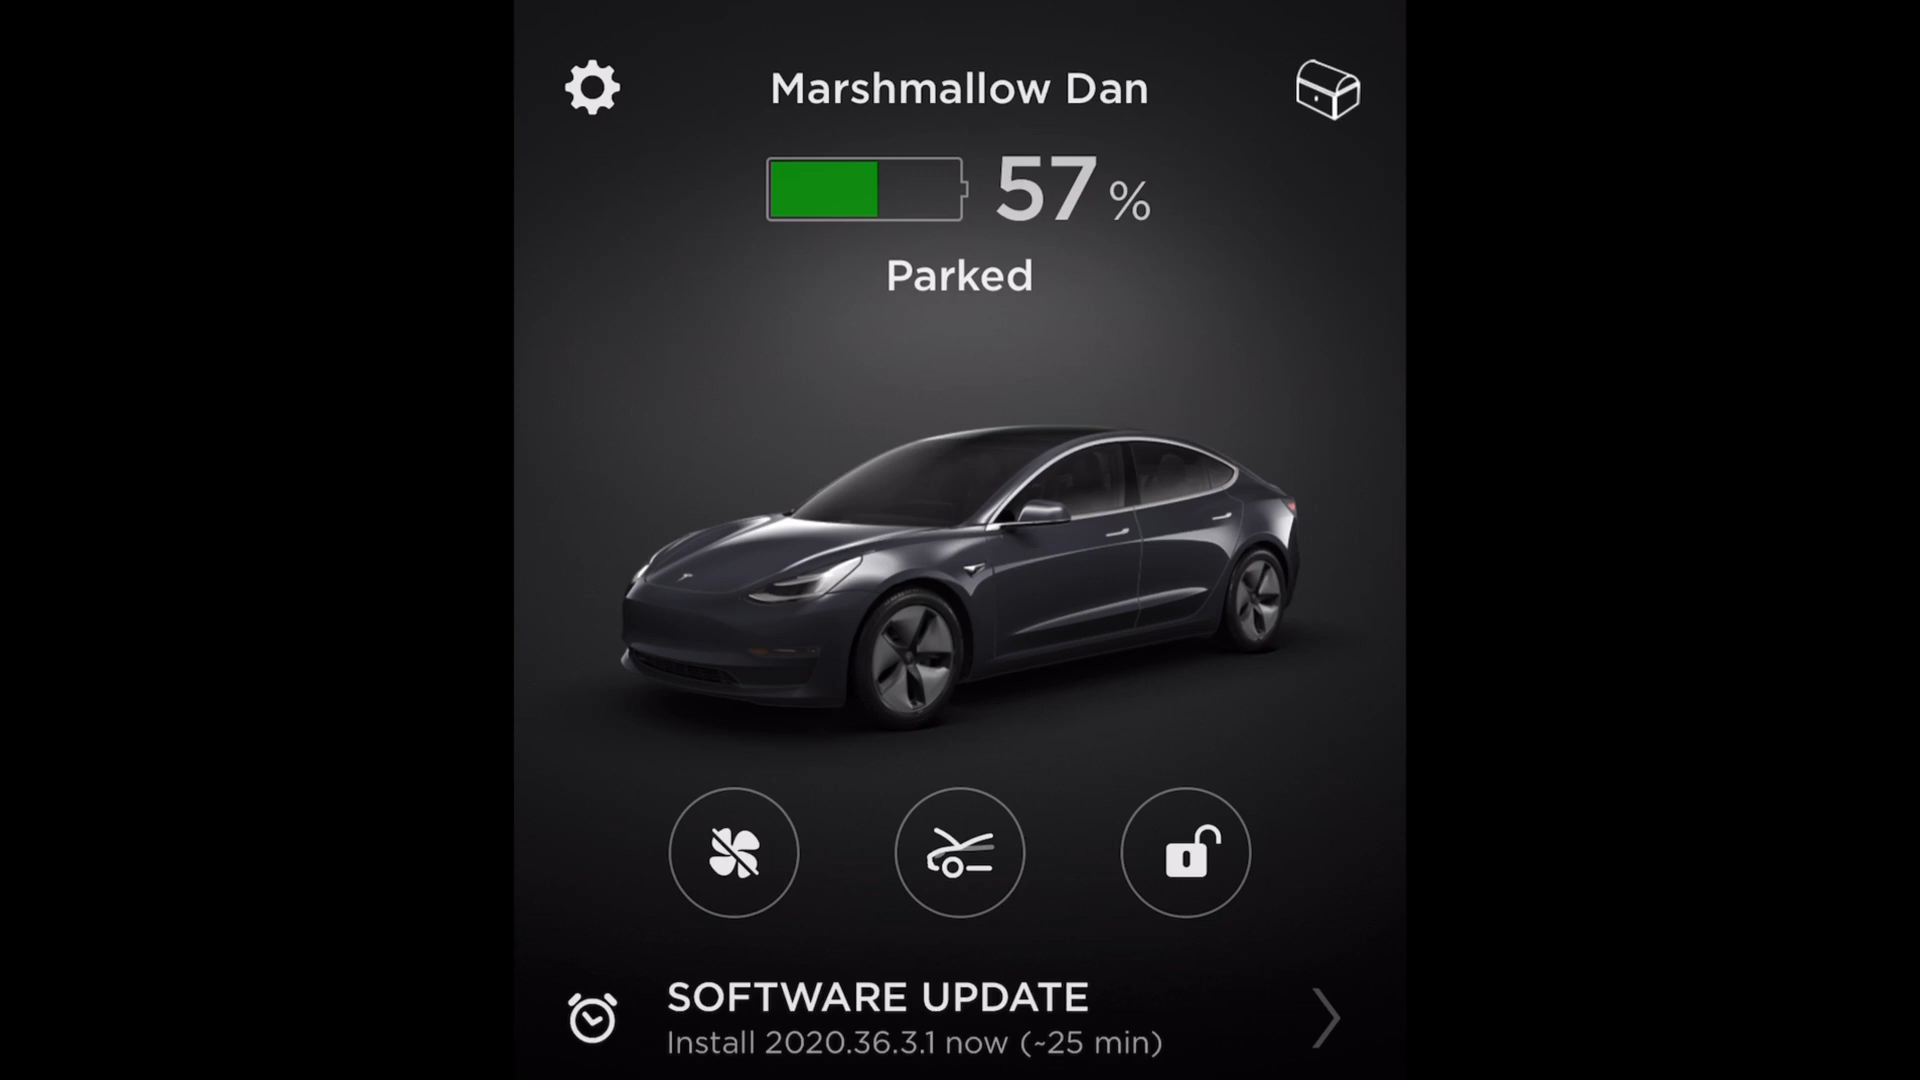 Marshmallow Dan
57 %
Parked
SOFTWARE UPDATE
Install 2020.36.3.1 now (~25 min)